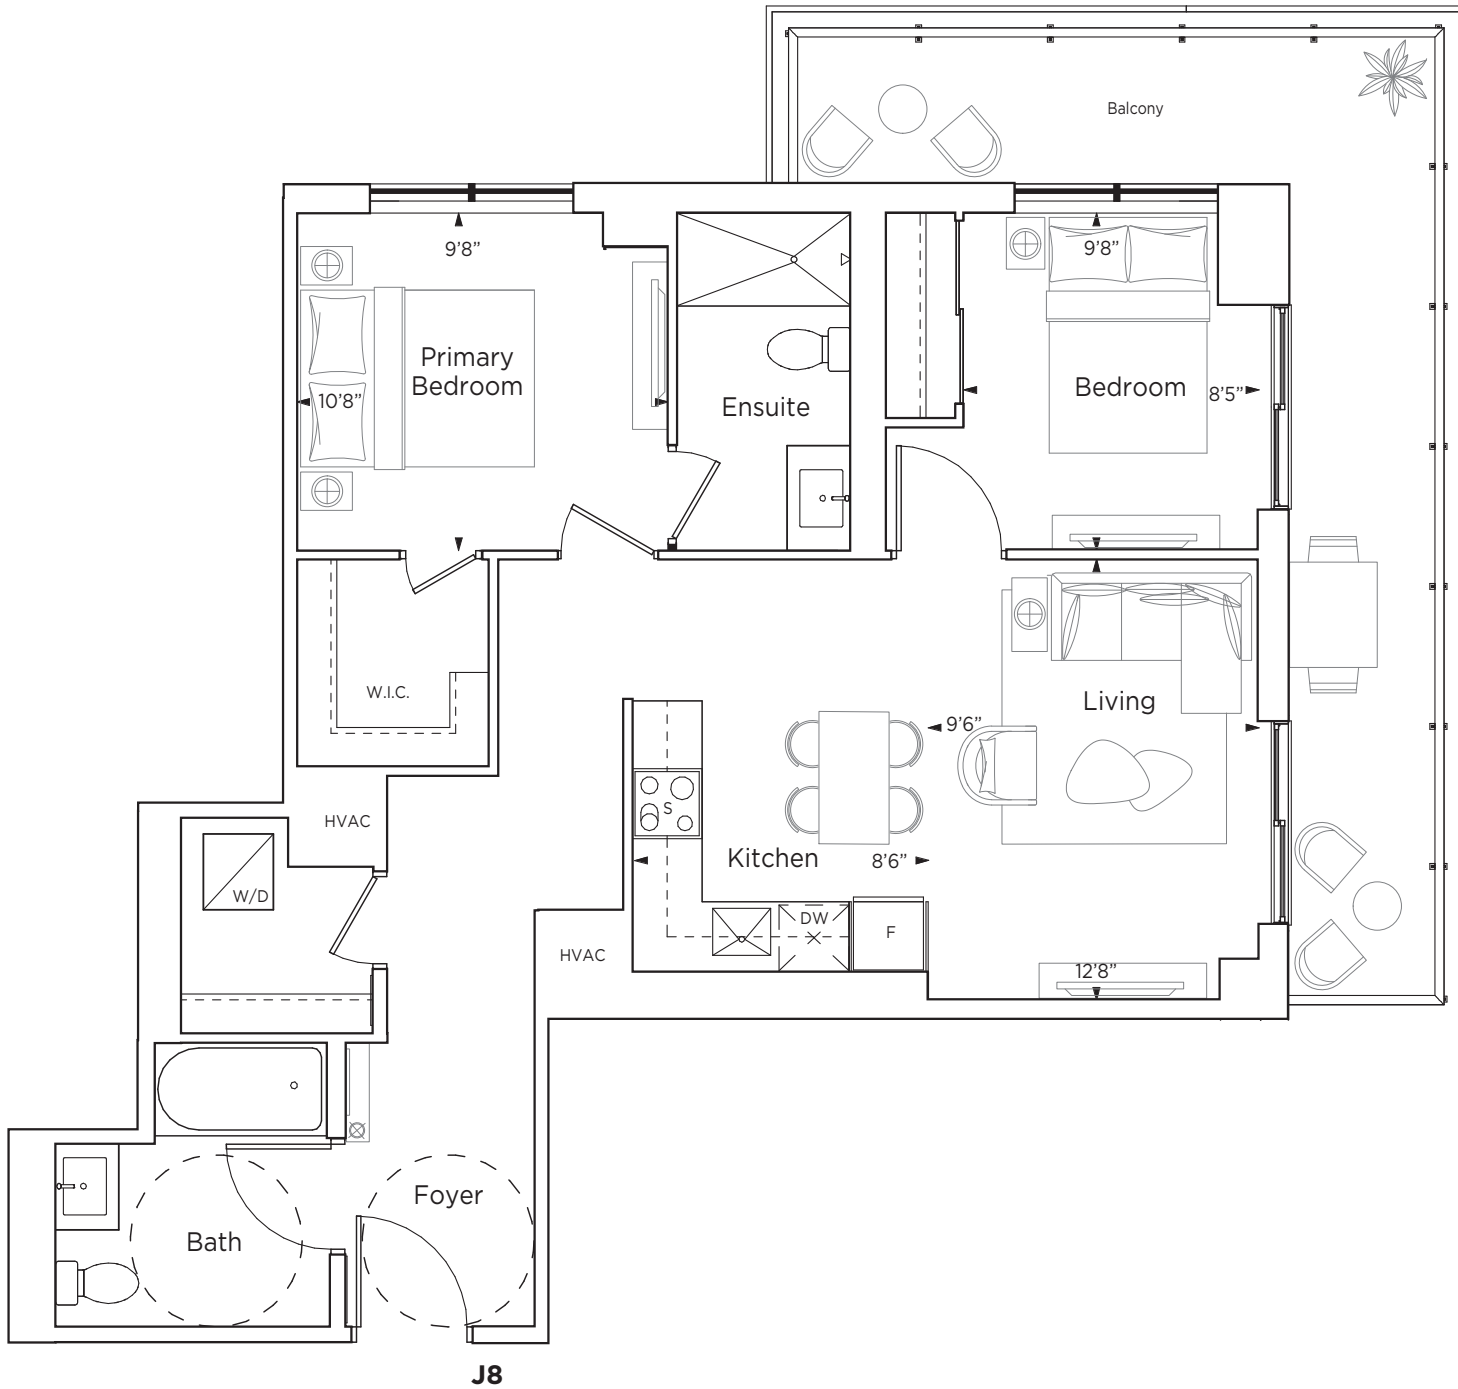 Balcony
9’8”
9’8”
Primary
Bedroom
10’8”
Ensuite
Bedroom
8’5”
W.I.C.
Living
9’6”
HVAC
S
Kitchen
8’6”
W/D
DW
F
HVAC
12’8”
Foyer
Bath
J8